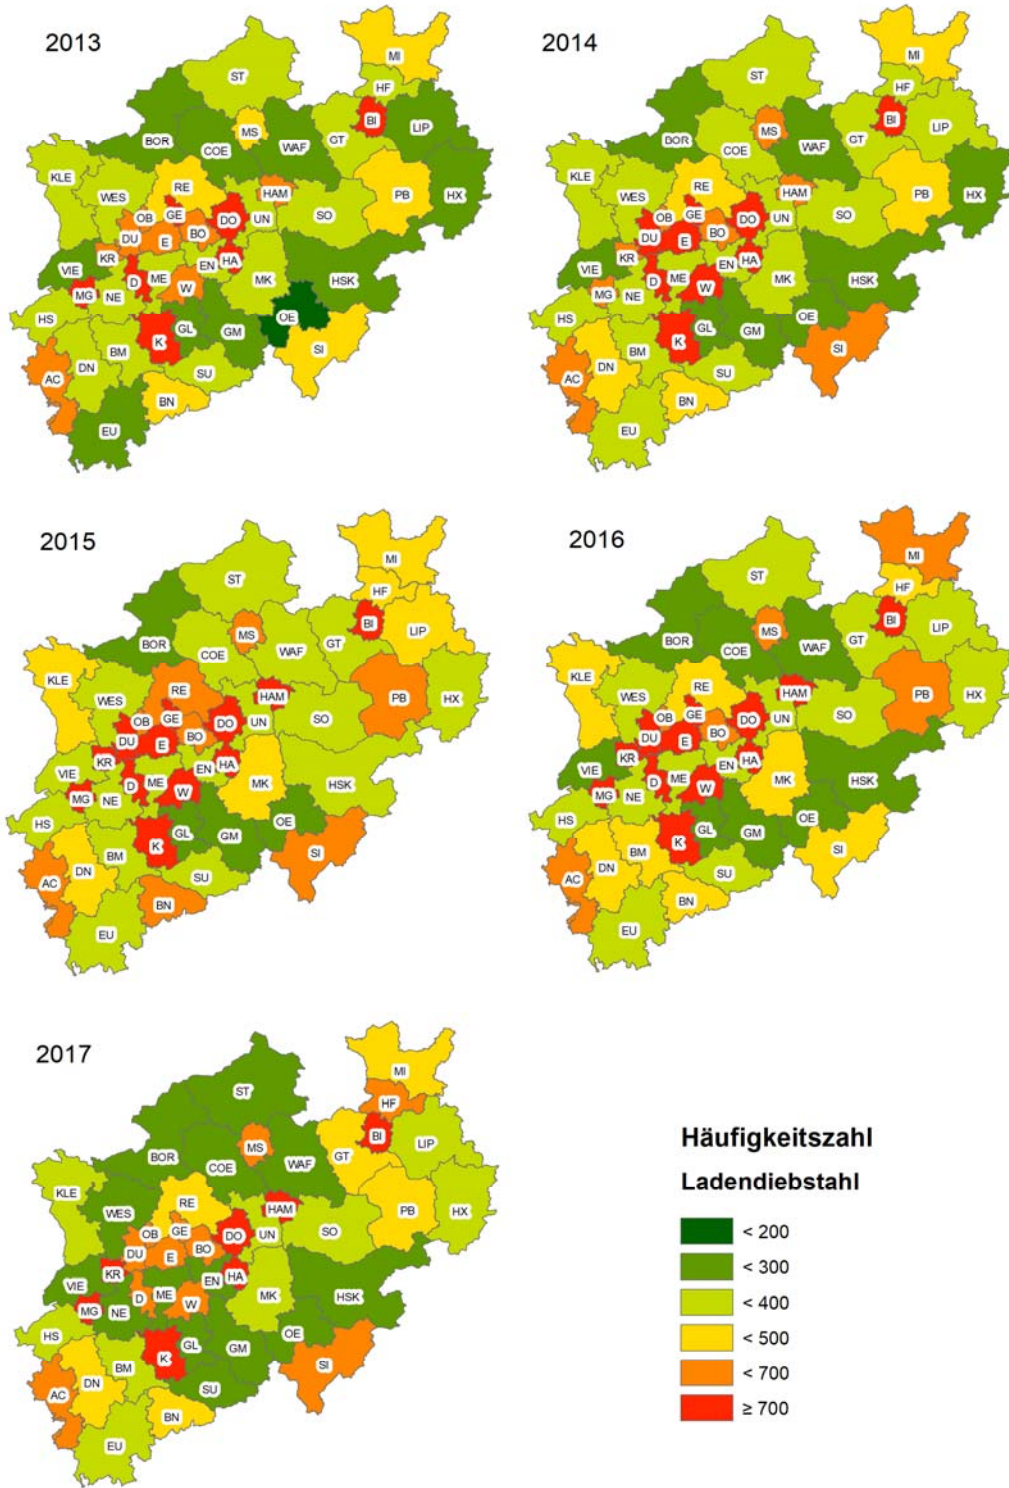 2013
MI
ST
HF
BI
LIP
MS
GT
BOR
COE
WAF
KLE
RE
PB
HX
WES
HAM
OB
GE
DO
UN
SO
DU
E
BO
KR
EN
HA
VIE
D
ME
W
MK
HSK
MG
NE
HS
OE
K
GL
GM
BM
SI
AC
DN
SU
BN
EU
2014
MI
ST
HF
BI
LIP
MS
GT
BOR
COE
WAF
KLE
RE
PB
HX
WES
HAM
OB
GE
DO
UN
SO
DU
E
BO
KR
EN
HA
VIE
D
ME
W
MK
HSK
MG
NE
HS
OE
K
GL
GM
BM
SI
AC
DN
SU
BN
EU
2015
MI
ST
HF
BI
LIP
MS
GT
BOR
COE
WAF
KLE
RE
PB
HX
WES
HAM
OB
GE
DO
UN
SO
DU
E
BO
KR
EN
HA
VIE
D
ME
W
MK
HSK
MG
NE
HS
OE
K
GL
GM
BM
SI
AC
DN
SU
BN
EU
2016
MI
ST
HF
BI
LIP
MS
GT
BOR
COE
WAF
KLE
RE
PB
HX
WES
HAM
OB
GE
DO
UN
SO
DU
E
BO
KR
EN
HA
VIE
D
ME
W
MK
HSK
MG
NE
HS
OE
K
GL
GM
BM
SI
AC
DN
SU
BN
EU
2017
MI
ST
HF
BI
LIP
MS
GT
BOR
COE
WAF
KLE
RE
PB
HX
WES
HAM
OB
GE
DO
UN
SO
DU
E
BO
KR
EN
HA
VIE
D
ME
W
MK
HSK
MG
NE
HS
OE
K
GL
GM
BM
SI
AC
DN
SU
BN
EU
Häufigkeitszahl
Ladendiebstahl
< 200
< 300
< 400
< 500
< 700
≥ 700